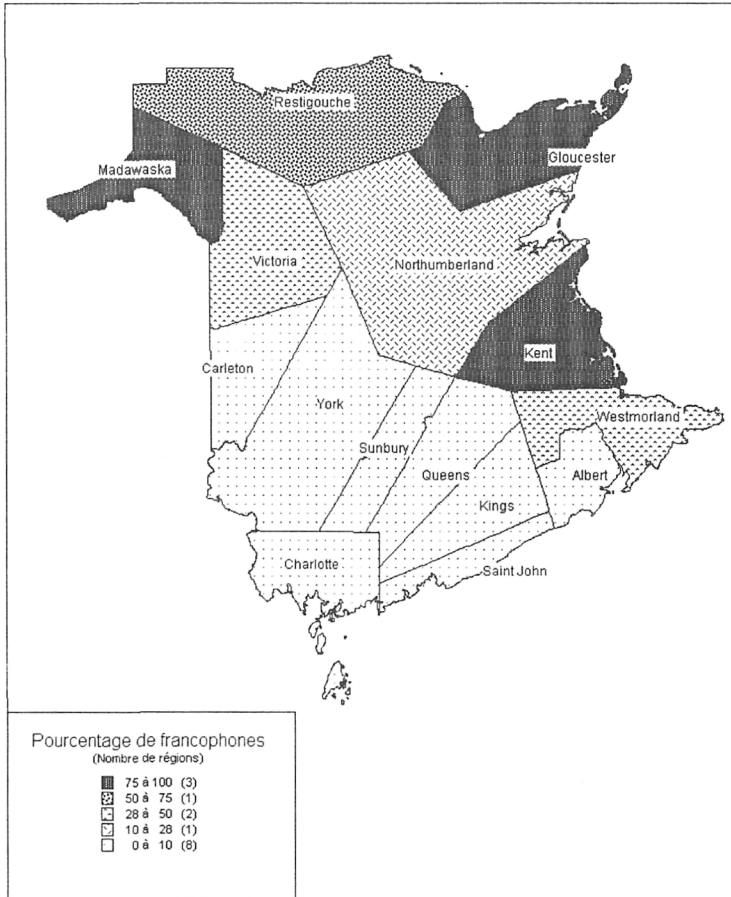 Restigouche
Madawaska
Gloucester
Victoria
Northumberland
Carleton
Kent
York
Westmorland
Sunbury
Queens
Albert
Kings
Charlotte
Saint John
Pourcentage de francophones
(Nombre de régions)
75 à 100 (3)
50 à 75 (1)
28 à 50 (2)
10 à 28 (1)
0 à 10 (8)